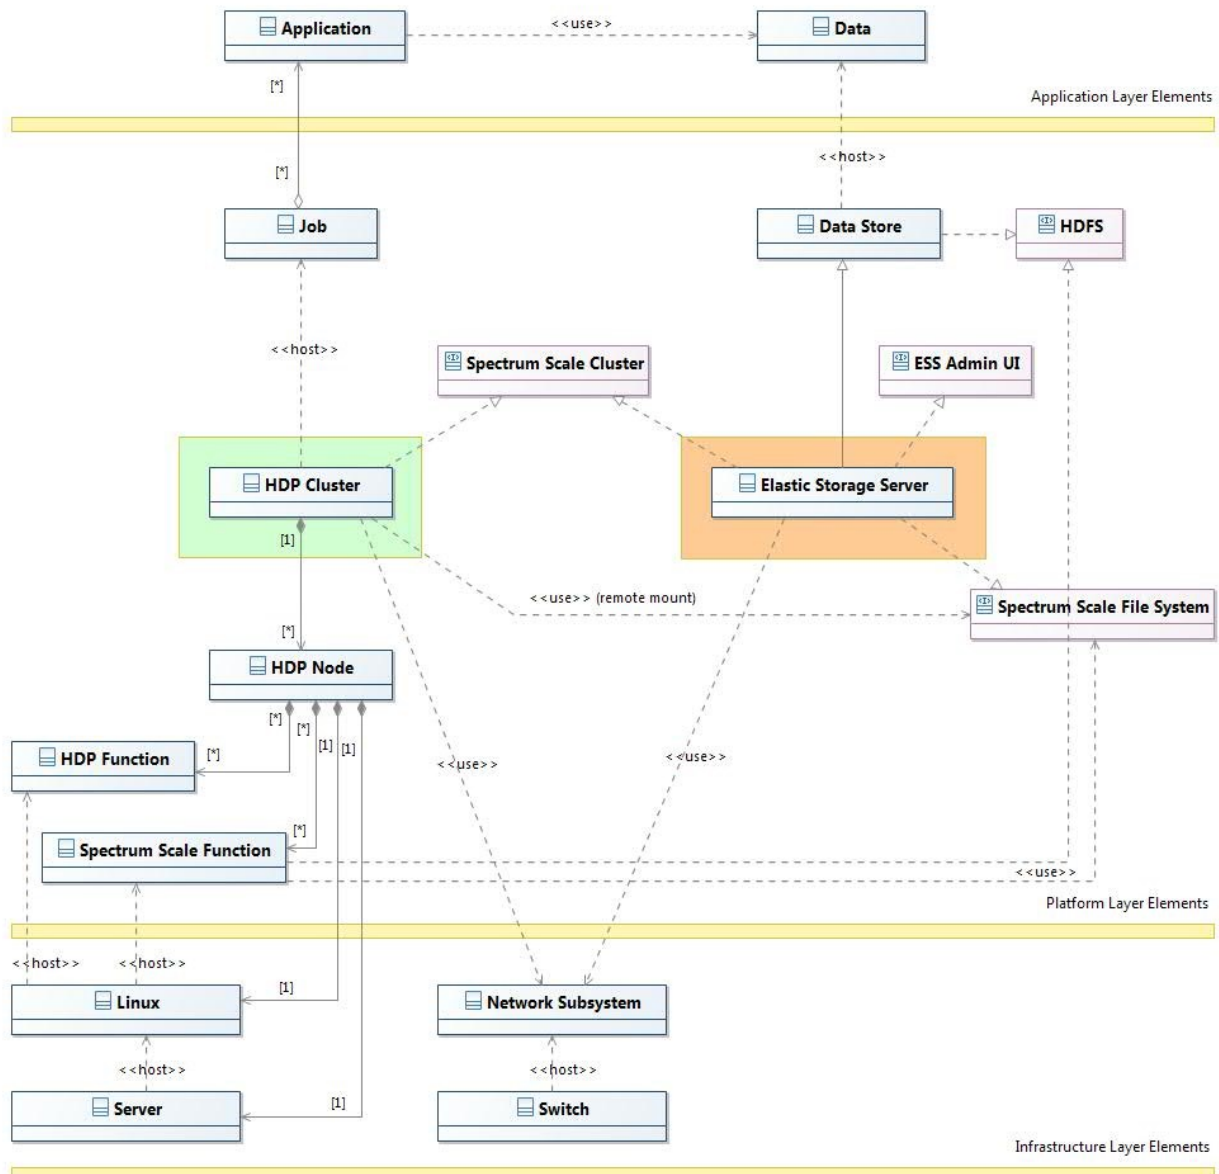 Application
<<use>>
Data
[*]
Application Layer Elements
<<host>>
[*]
Job
Data Store
HDFS
<<host>>
Spectrum Scale Cluster
ESS Admin UI
HDP Cluster
Elastic Storage Server
[1]
<<use>> (remote mount)
Spectrum Scale File System
[*]
HDP Node
[*]
[*]
[1]
[1]
HDP Function
[*]
<<use>>
<<use>>
[*]
Spectrum Scale Function
<<use>>
Platform Layer Elements
<<host>>
<<host>>
[1]
Linux
Network Subsystem
<<host>>
<<host>>
Server
[1]
Switch
Infrastructure Layer Elements